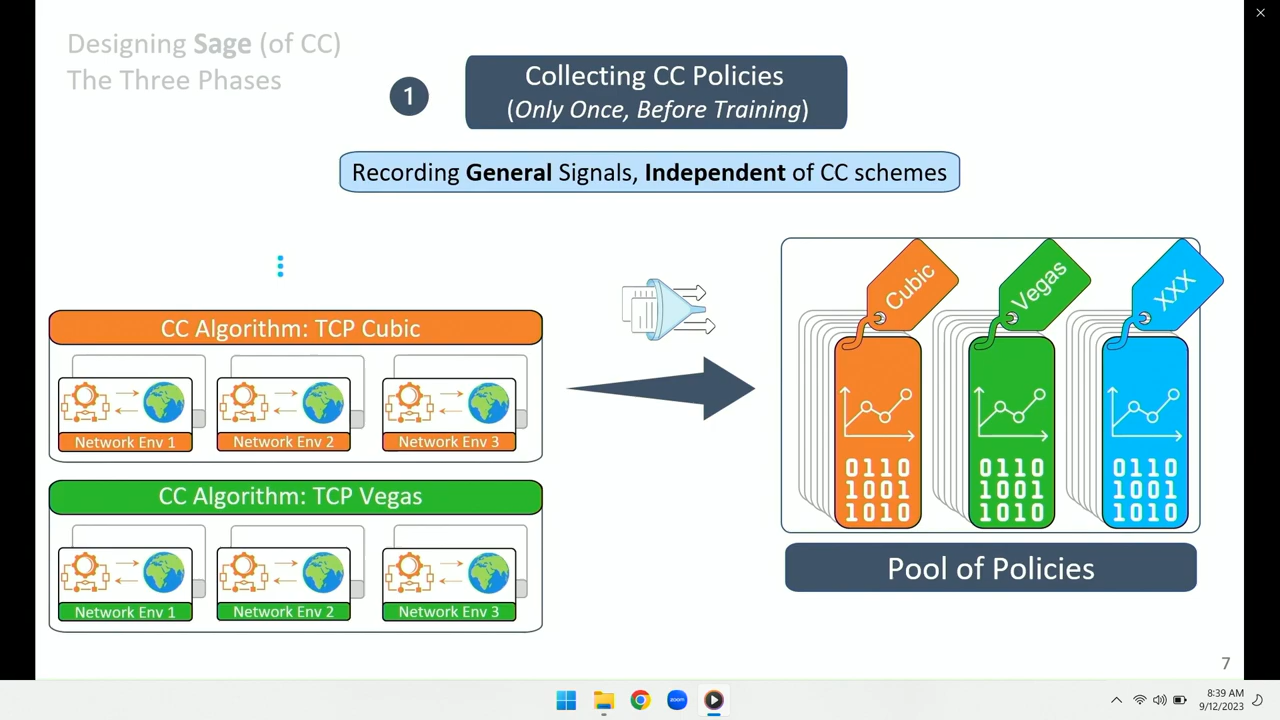 Designing Sage (of CC)
The Three Phases
1
Collecting CC Policies
(Only Once, Before Training)
Recording General Signals, Independent of CC schemes
CC Algorithm: TCP Cubic
Network Env 1
Network Env 2
Network Env 3
CC Algorithm: TCP Vegas
Network Env 1
Network Env 2
Network Env 3
Cubic
Vegas
XXX
0110
1001
1010
0110
1001
1010
0110
1001
1010
Pool of Policies
7
zoom
8:39 AM
9/12/2023